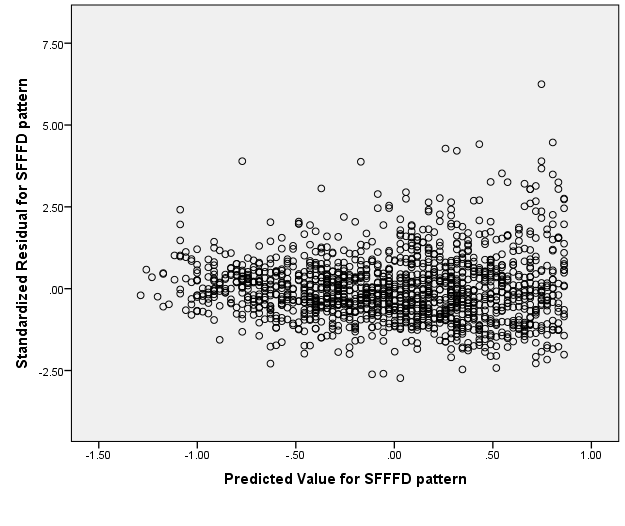 7.50
5.00
2.50
.00
-2.50
Standardized Residual for SFFFD pattern
-1.50 -1.00 -.50 .00 .50 1.00
Predicted Value for SFFFD pattern